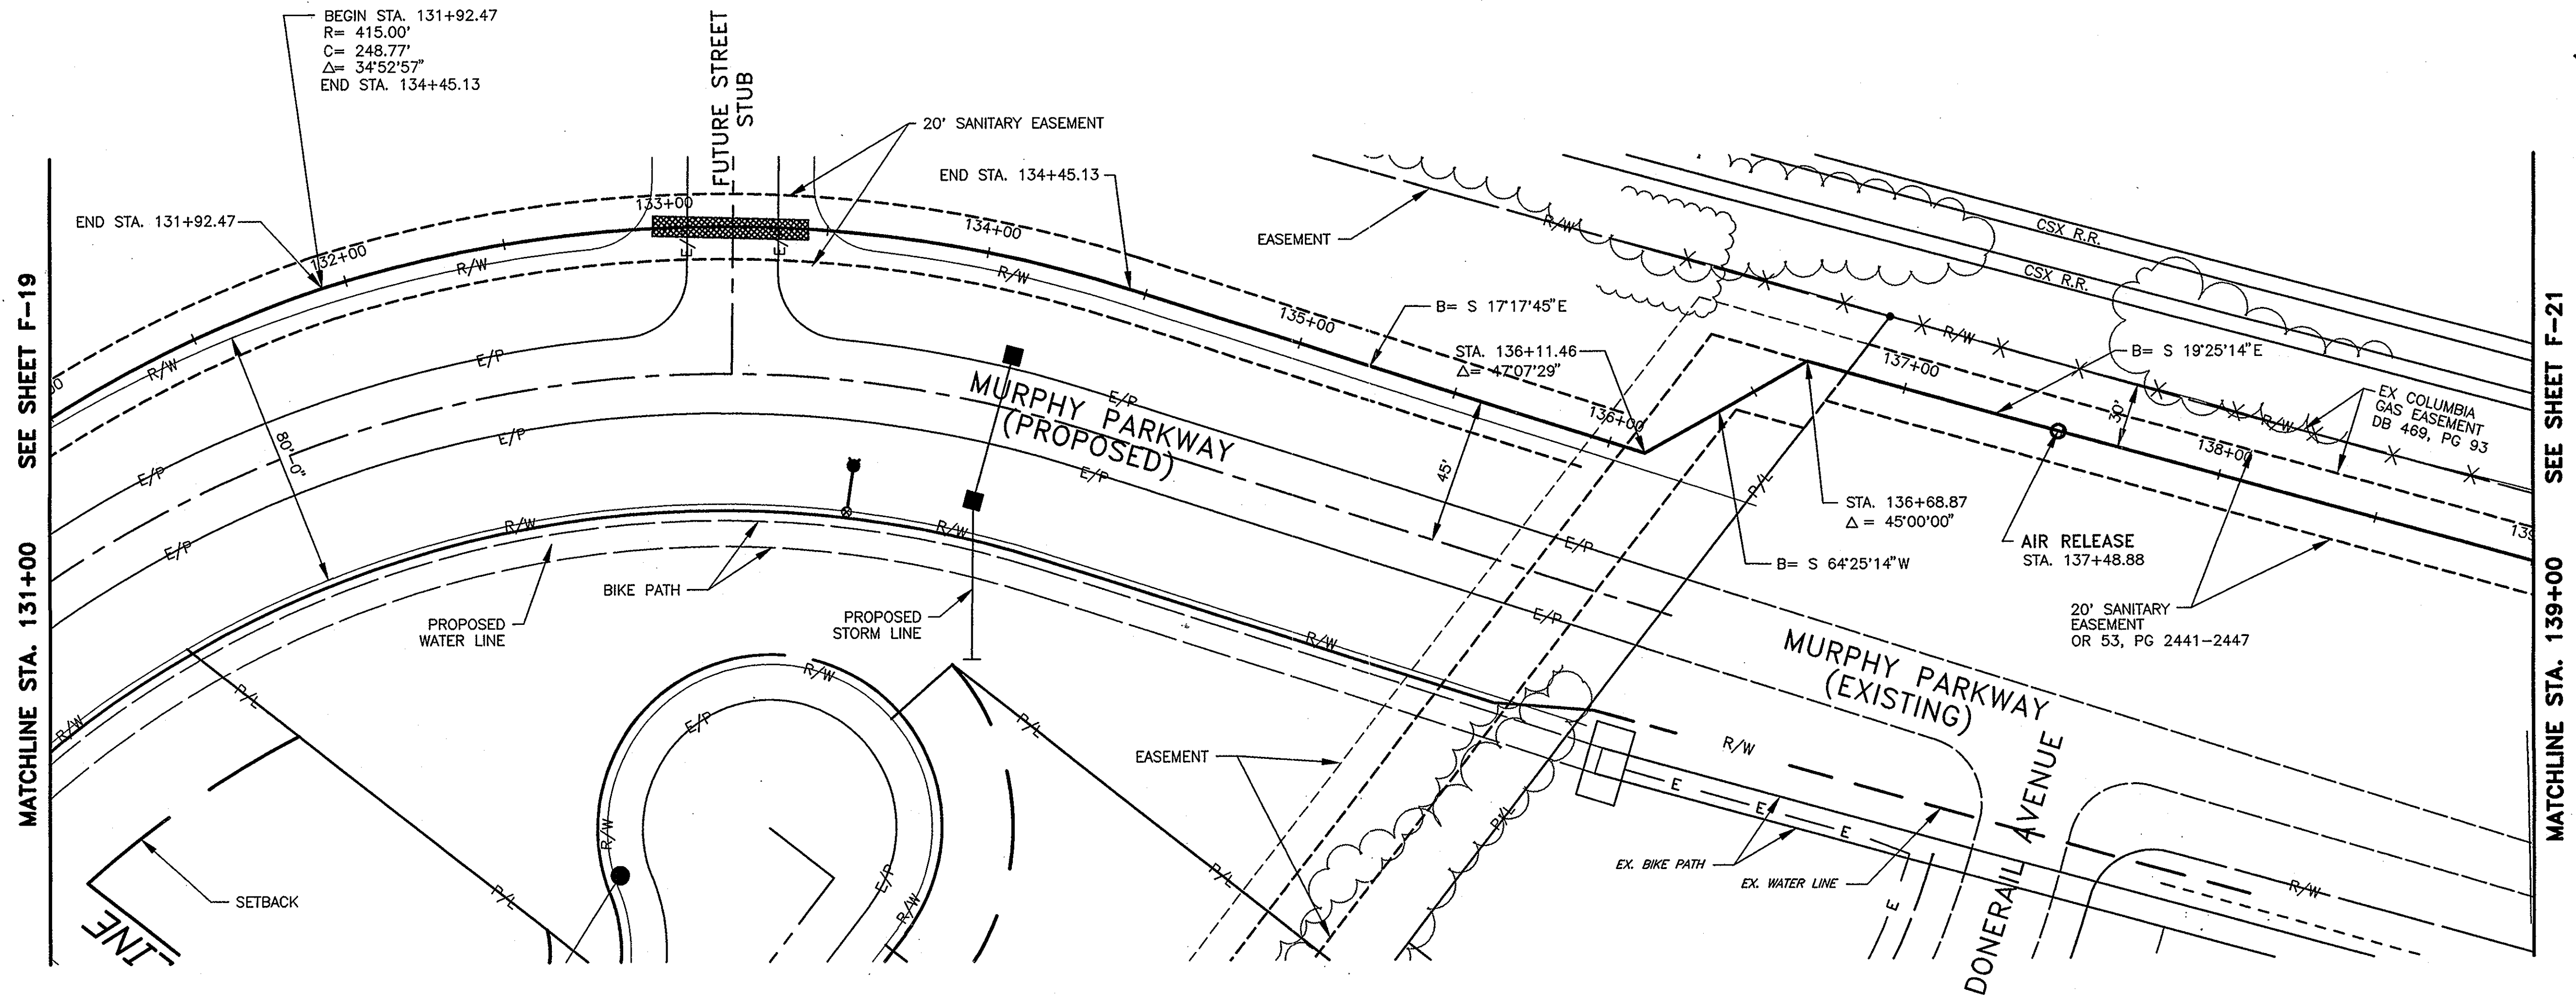 BEGIN STA. 131+92.47
R= 415.00'
C= 248.77'
Δ= 34°52'57"
END STA. 134+45.13
FUTURE STREET
STUB
20' SANITARY EASEMENT
END STA. 134+45.13
END STA. 131+92.47
132+00
133+00
134+00
R/W
R/W
R/W
E/P
E/P
E/P
E/P
E/P
E/P
80'-0"
MURPHY PARKWAY
(PROPOSED)
E/P
E/P
EASEMENT
R/W
CSX R.R.
CSX R.R.
B= S 17°17'45"E
135+00
STA. 136+11.46
Δ= 47°07'29"
136+00
45'
137+00
R/W
B= S 19°25'14"E
30'
R/W
EX COLUMBIA
GAS EASEMENT
DB 469, PG 93
138+00
P/L
STA. 136+68.87
Δ = 45°00'00"
B= S 64°25'14"W
AIR RELEASE
STA. 137+48.88
20' SANITARY
EASEMENT
OR 53, PG 2441-2447
E/P
E/P
R/W
R/W
R/W
BIKE PATH
PROPOSED
WATER LINE
PROPOSED
STORM LINE
R/W
P/L
R/W
E/P
P/L
EASEMENT
R/W
E/P
R/W
P/L
P/L
P/L
SETBACK
LINE
MURPHY PARKWAY
(EXISTING)
R/W
E
E
E
E
EX. BIKE PATH
EX. WATER LINE
DONERAIL AVENUE
R/W
MATCHLINE STA. 131+00 SEE SHEET F-19
MATCHLINE STA. 139+00 SEE SHEET F-21